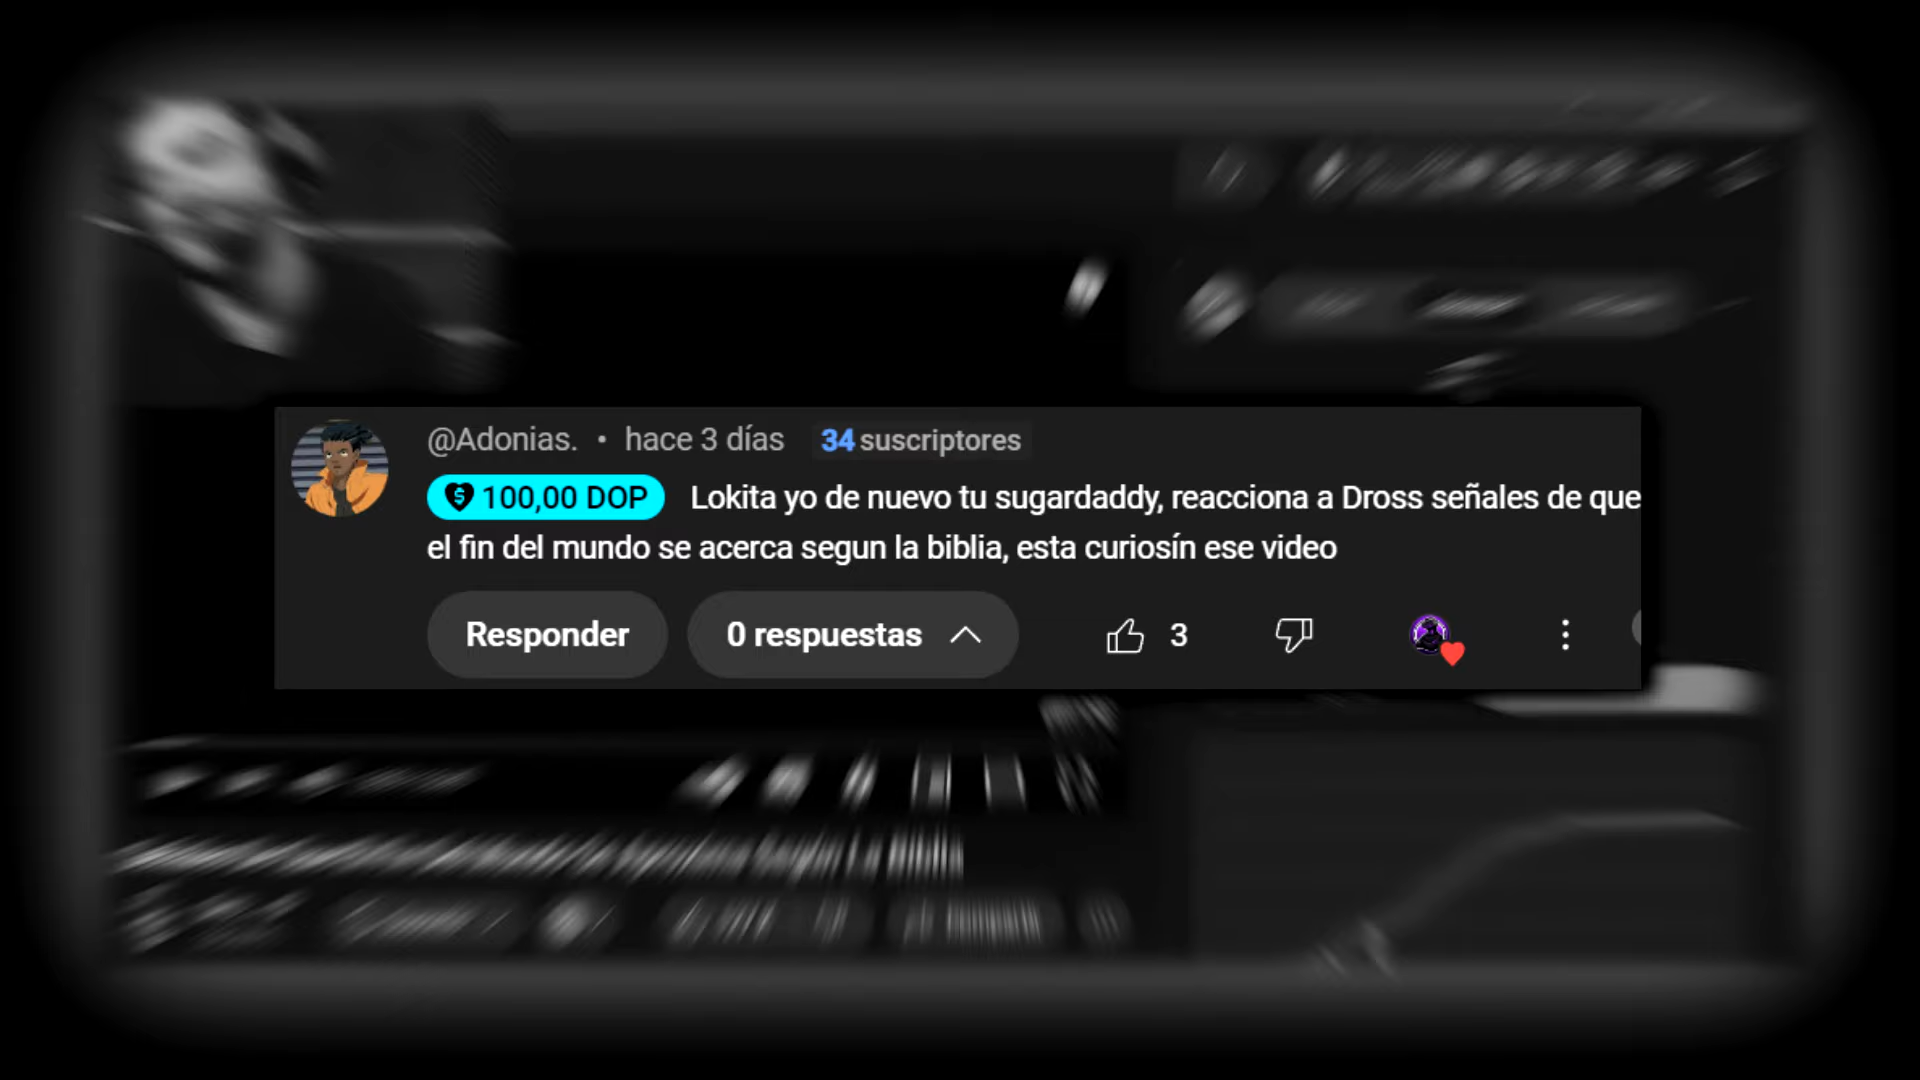 @Adonias. • hace 3 días 34 suscriptores
100,00 DOP Lokita yo de nuevo tu sugardaddy, reacciona a Dross señales de que
el fin del mundo se acerca segun la biblia, esta curiosín ese video
Responder 0 respuestas 3